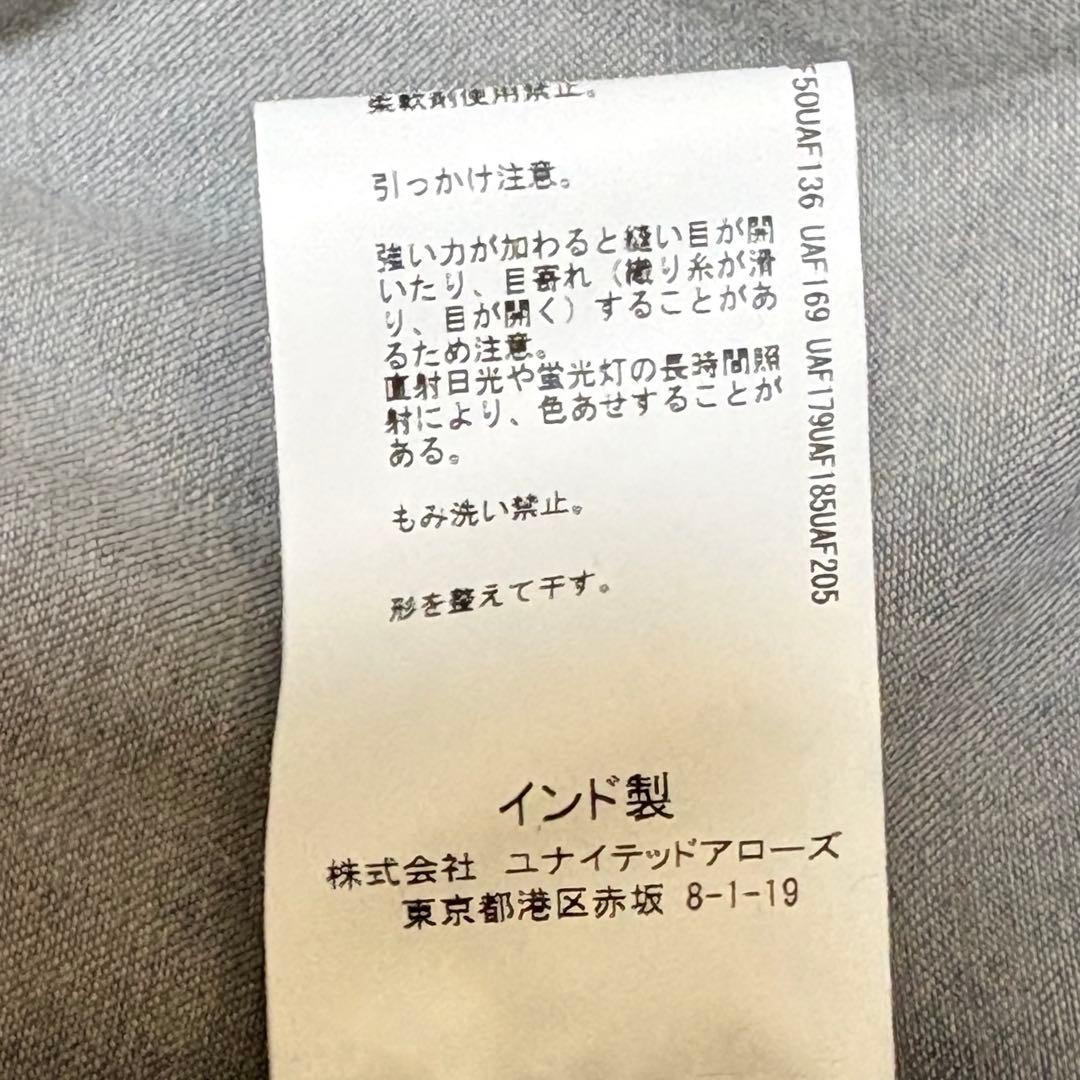 柔軟剤使用禁止。
引っかけ注意。
強い力が加わると縫い目が開
いたり、目寄れ（織り糸が滑
り、目が開く）することがあ
るため注意。
直射日光や蛍光灯の長時間照
射により、色あせすることが
ある。
もみ洗い禁止。
形を整えて干す。
インド製
株式会社 ユナイテッドアローズ
東京都港区赤坂 8-1-19
50UAF136 UAF169 UAF179UAF185UAF205